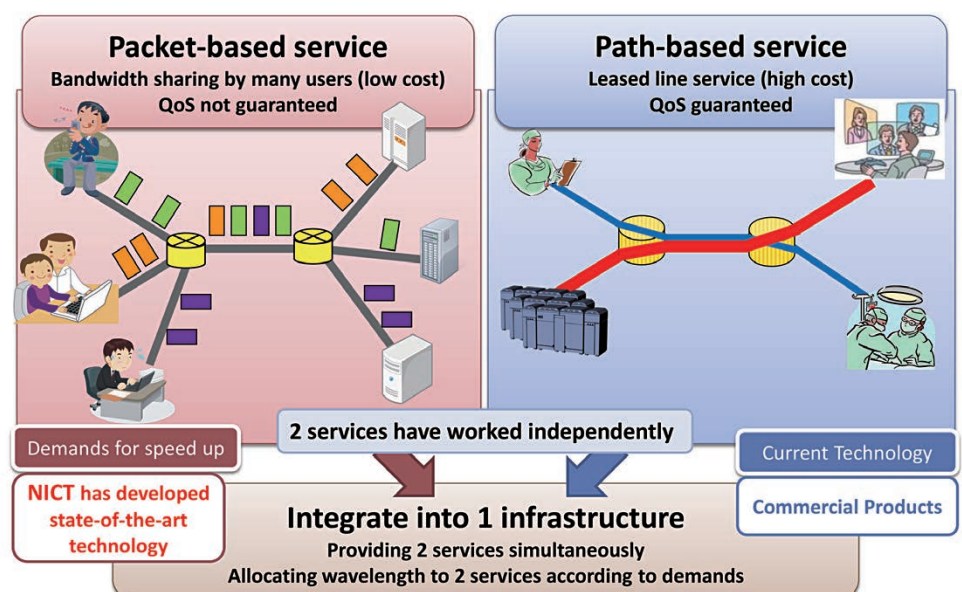 Packet-based service
Bandwidth sharing by many users (low cost)
QoS not guaranteed
Path-based service
Leased line service (high cost)
QoS guaranteed
2 services have worked independently
Demands for speed up
NICT has developed
state-of-the-art
technology
Current Technology
Commercial Products
Integrate into 1 infrastructure
Providing 2 services simultaneously
Allocating wavelength to 2 services according to demands